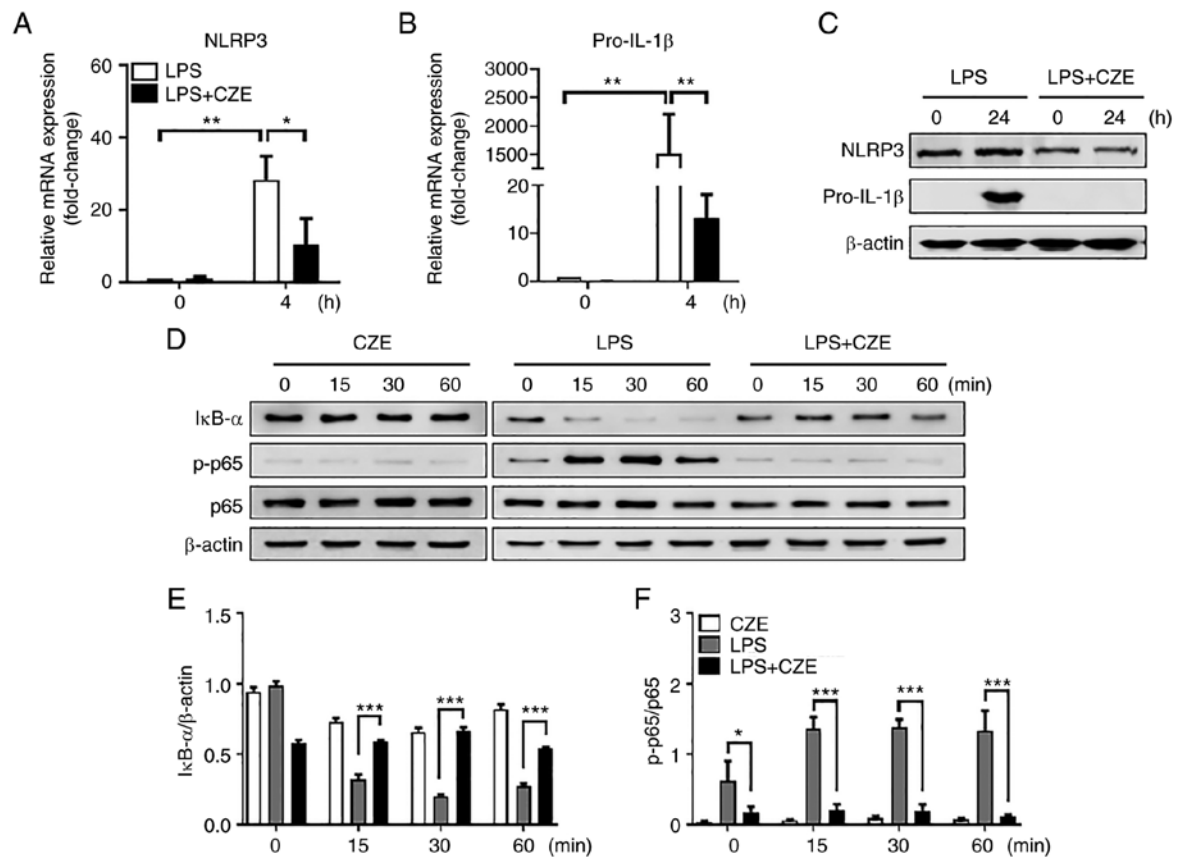 A
NLRP3
Relative mRNA expression
(fold-change)
60
40
20
0
LPS
LPS+CZE
**
*
0
4
(h)
B
Pro-IL-1β
Relative mRNA expression
(fold-change)
3000
2500
2000
1500
20
10
0
**
**
0
4
(h)
C
LPS
LPS+CZE
0
24
0
24
(h)
NLRP3
Pro-IL-1β
β-actin
D
CZE
LPS
LPS+CZE
0
15
30
60
0
15
30
60
0
15
30
60
(min)
IκB-α
p-p65
p65
β-actin
E
IκB-α/β-actin
1.5
1.0
0.5
0.0
***
***
***
0
15
30
60
(min)
F
p-p65/p65
3
2
1
0
CZE
LPS
LPS+CZE
*
***
***
***
0
15
30
60
(min)